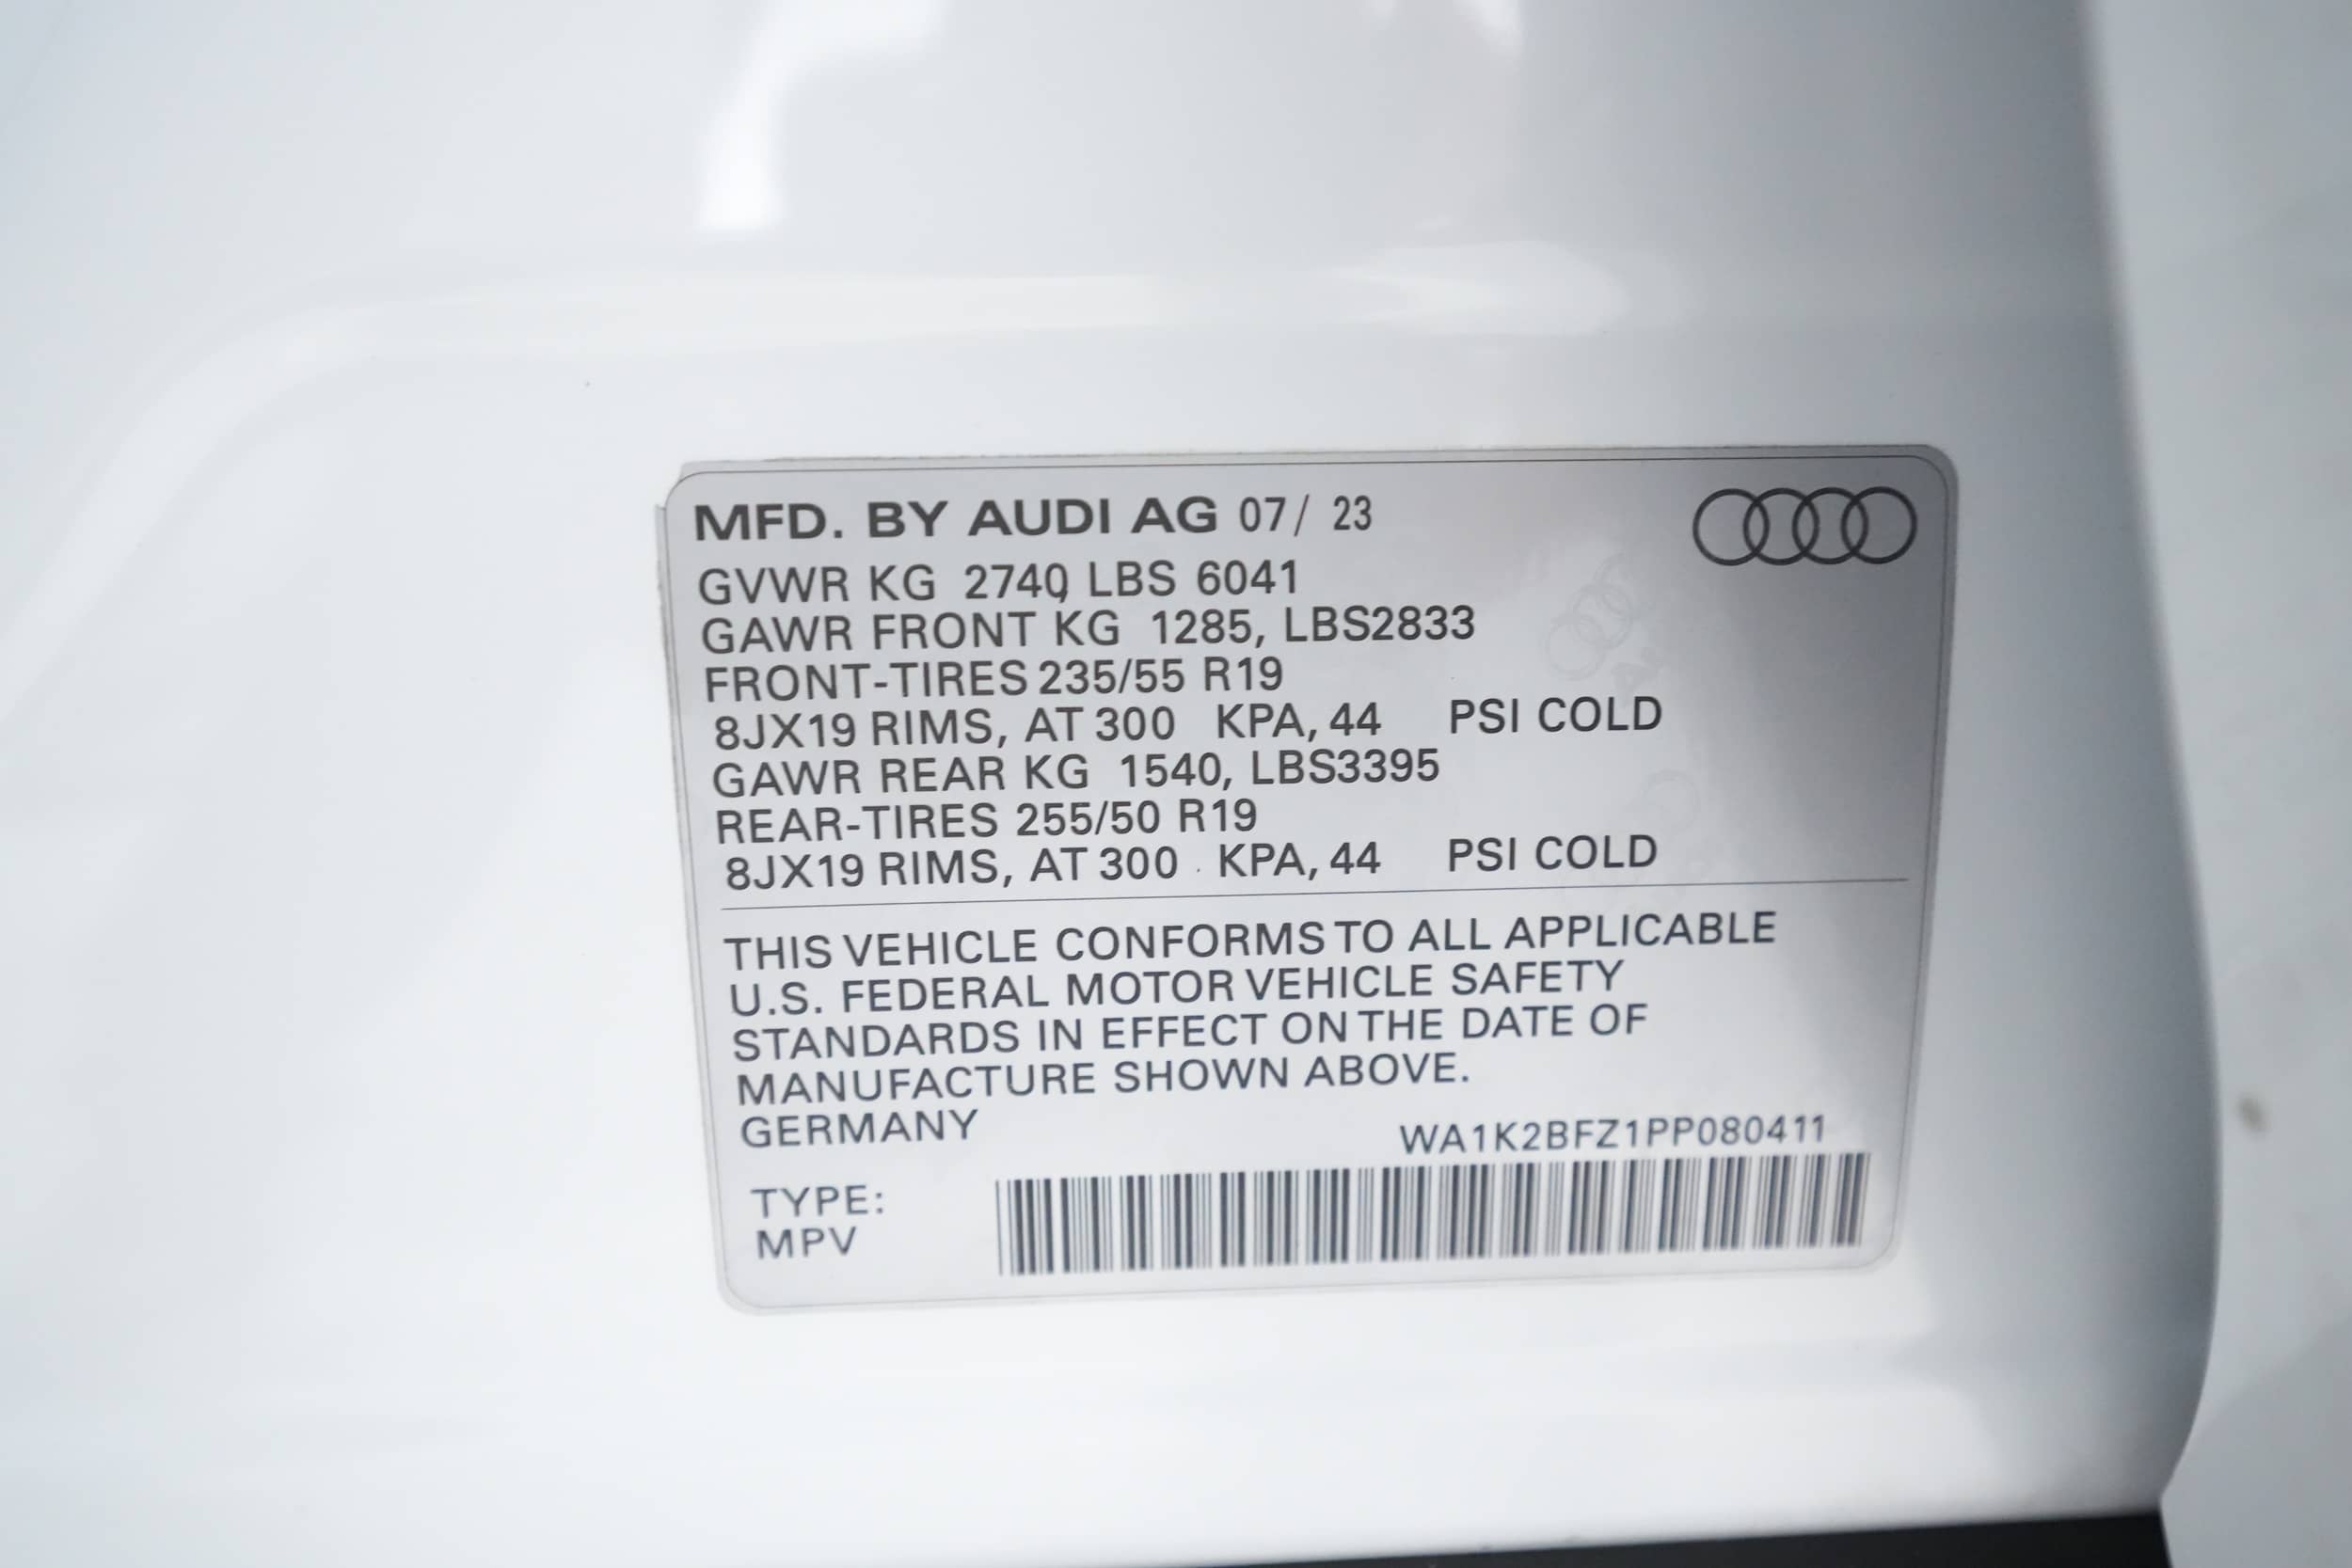 MFD. BY AUDI AG 07/ 23
GVWR KG 2740, LBS 6041
GAWR FRONT KG 1285, LBS2833
FRONT-TIRES 235/55 R19
8JX19 RIMS, AT 300 KPA, 44 PSI COLD
GAWR REAR KG 1540, LBS3395
REAR-TIRES 255/50 R19
8JX19 RIMS, AT 300 KPA, 44 PSI COLD
THIS VEHICLE CONFORMS TO ALL APPLICABLE
U.S. FEDERAL MOTOR VEHICLE SAFETY
STANDARDS IN EFFECT ON THE DATE OF
MANUFACTURE SHOWN ABOVE.
GERMANY
WA1K2BFZ1PP080411
TYPE:
MPV